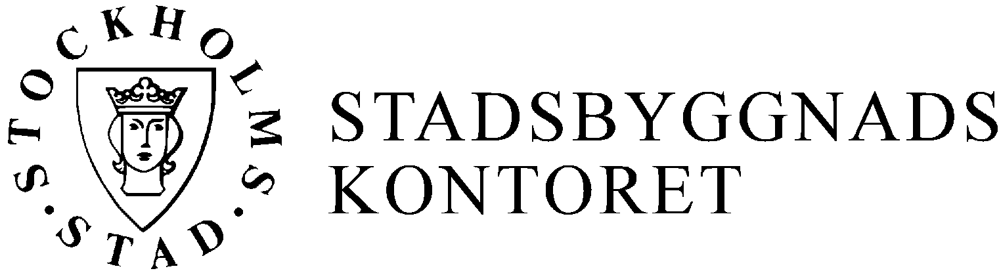 STOCKHOLMS
· STAD ·
STADSBYGGNADS
KONTORET